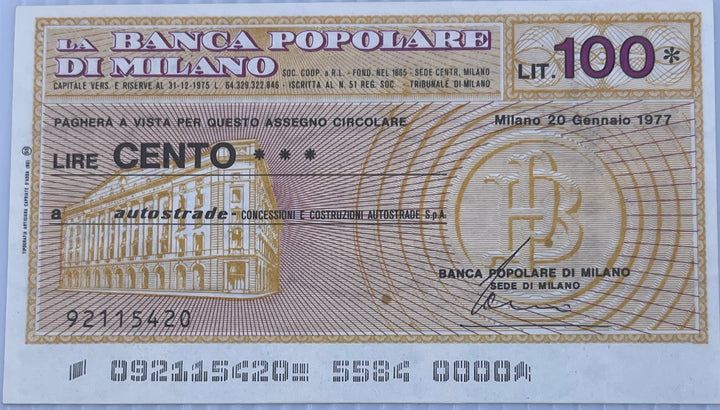 LA BANCA POPOLARE
DI MILANO
SOC. COOP. a R.L. - FOND. NEL 1865 - SEDE CENTR. MILANO
CAPITALE VERS. E RISERVE AL 31-12-1975 L. 64.329.322.846 - ISCRITTA AL N. 51 REG. SOC. TRIBUNALE DI MILANO
LIT. 100*
PAGHERÀ A VISTA PER QUESTO ASSEGNO CIRCOLARE
Milano 20 Gennaio 1977
LIRE CENTO ***
a autostrade - CONCESSIONI E COSTRUZIONI AUTOSTRADE S.p.A.
BANCA POPOLARE DI MILANO
SEDE DI MILANO
92115420
092115420 5584 0000